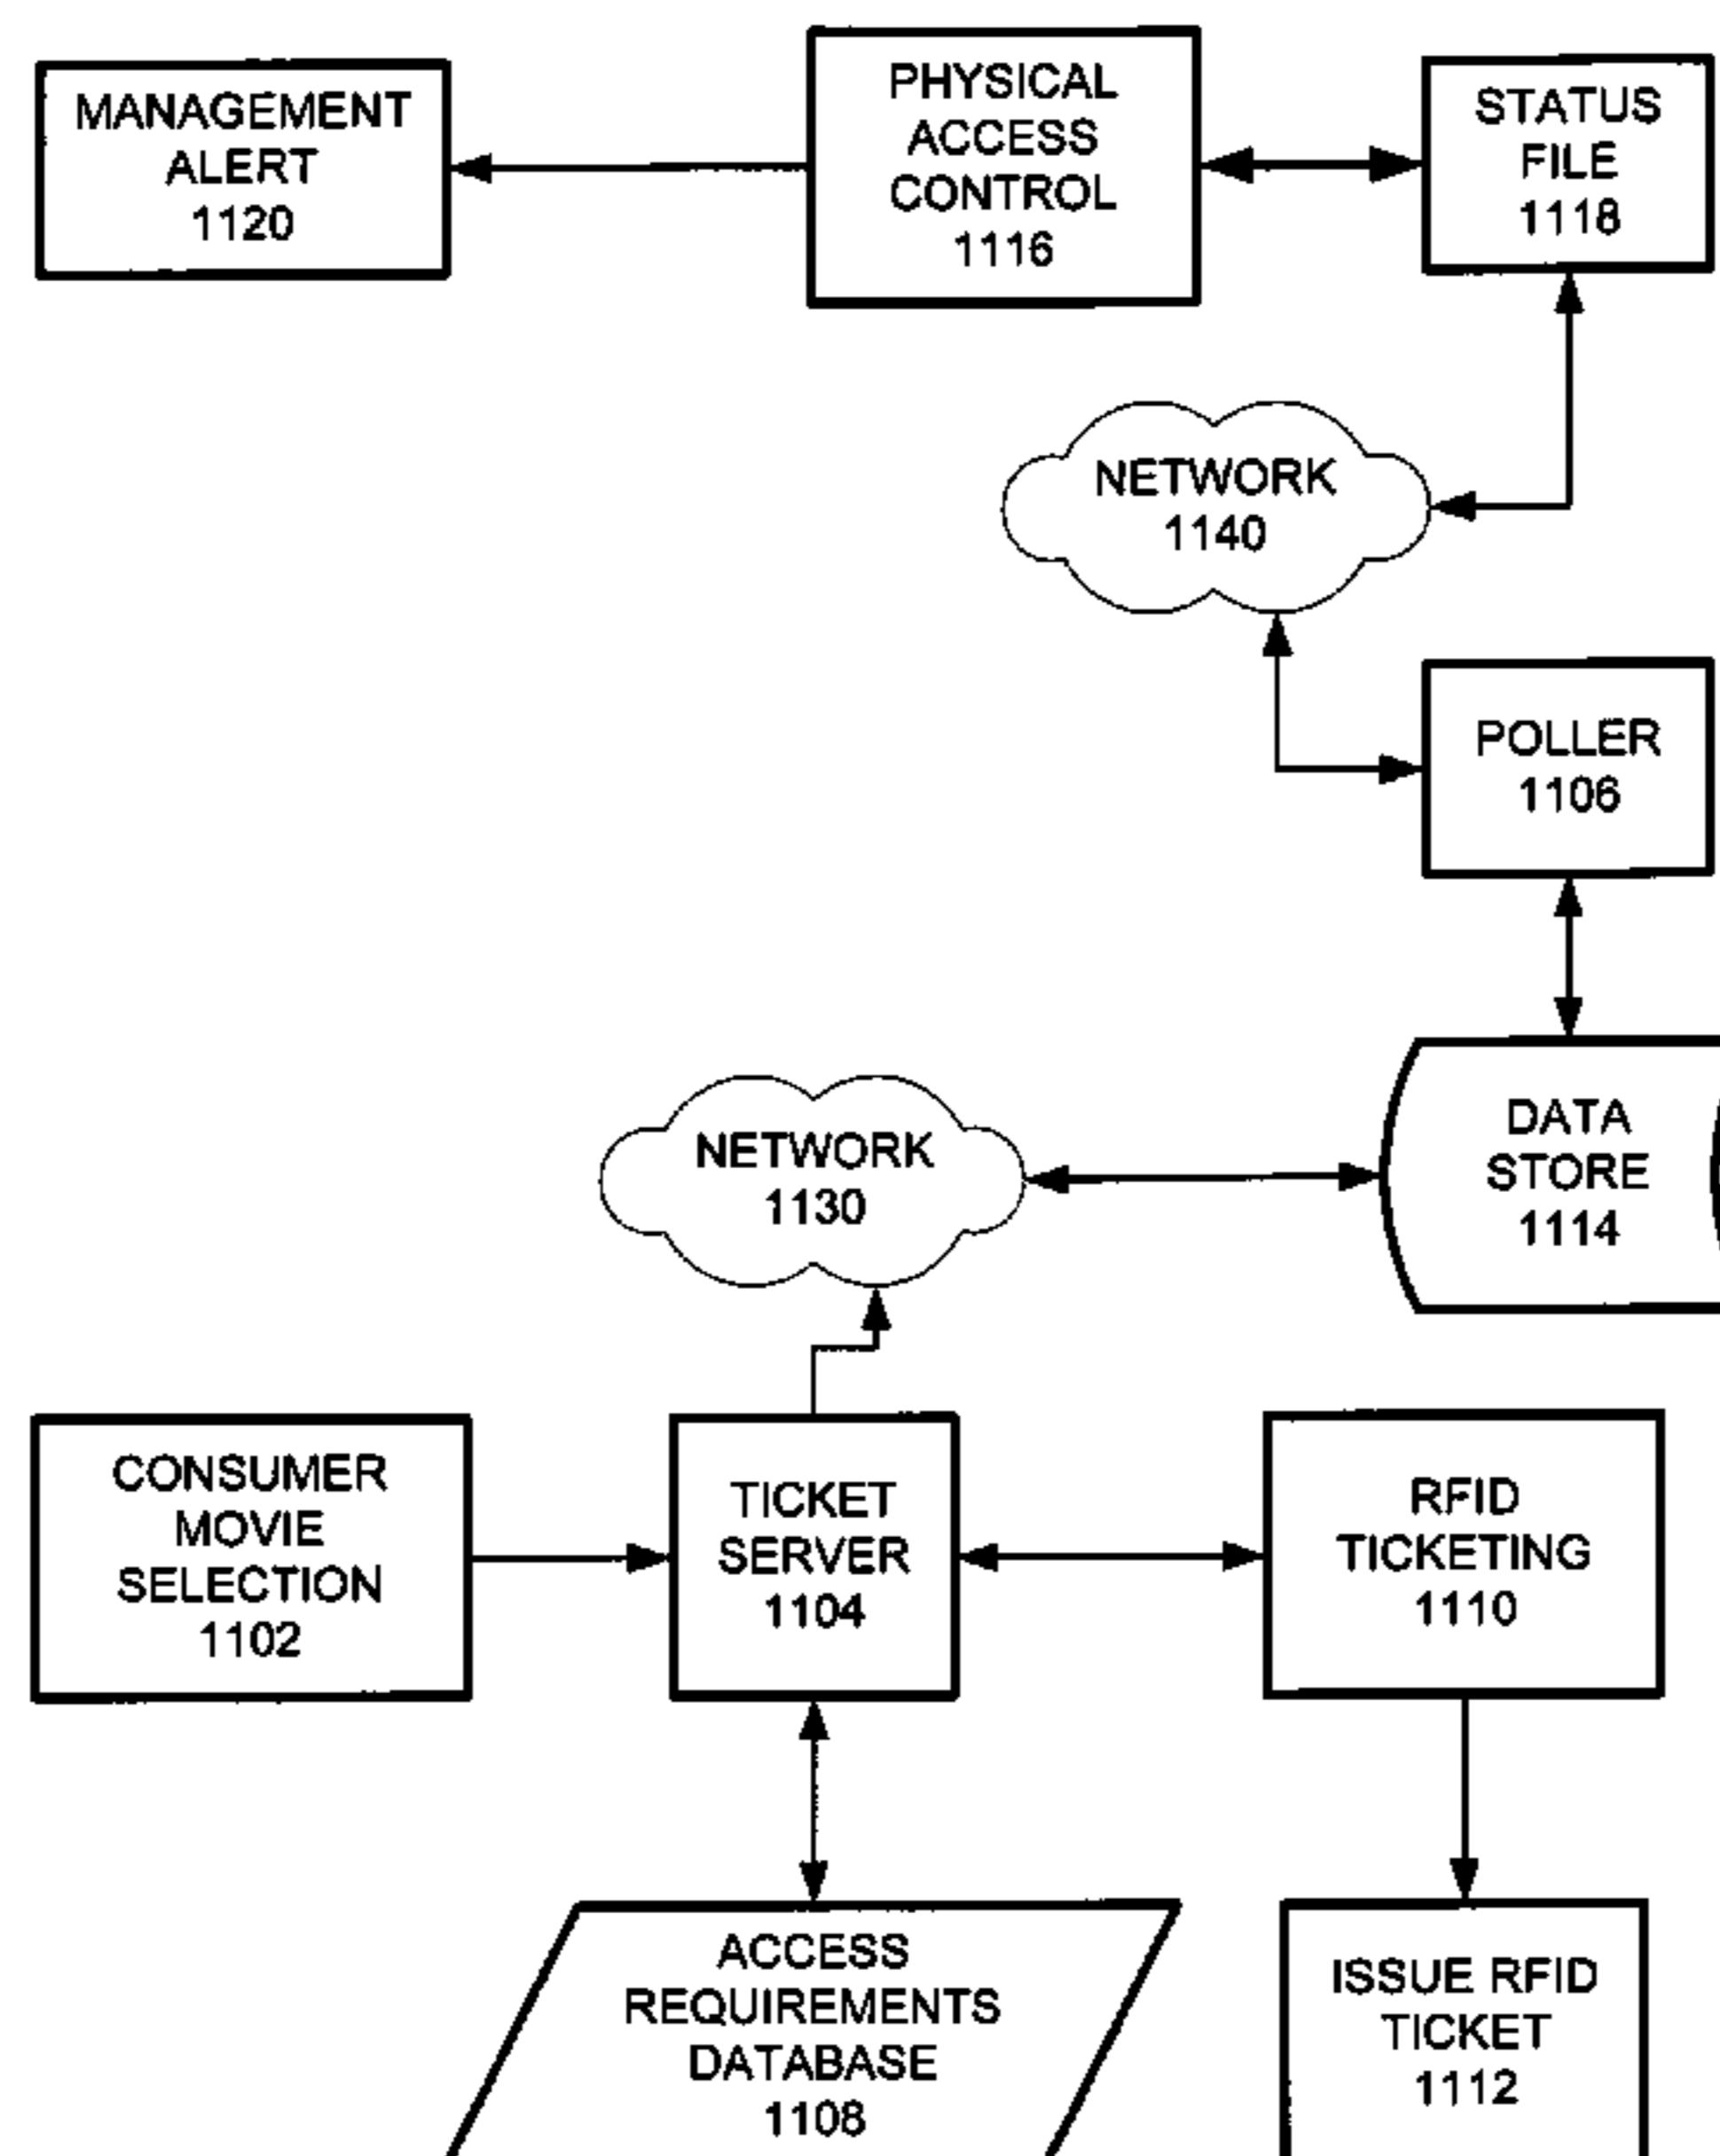 MANAGEMENT
ALERT
1120
PHYSICAL
ACCESS
CONTROL
1116
STATUS
FILE
1118
NETWORK
1140
POLLER
1106
DATA
STORE
1114
NETWORK
1130
CONSUMER
MOVIE
SELECTION
1102
TICKET
SERVER
1104
RFID
TICKETING
1110
ACCESS
REQUIREMENTS
DATABASE
1108
ISSUE RFID
TICKET
1112